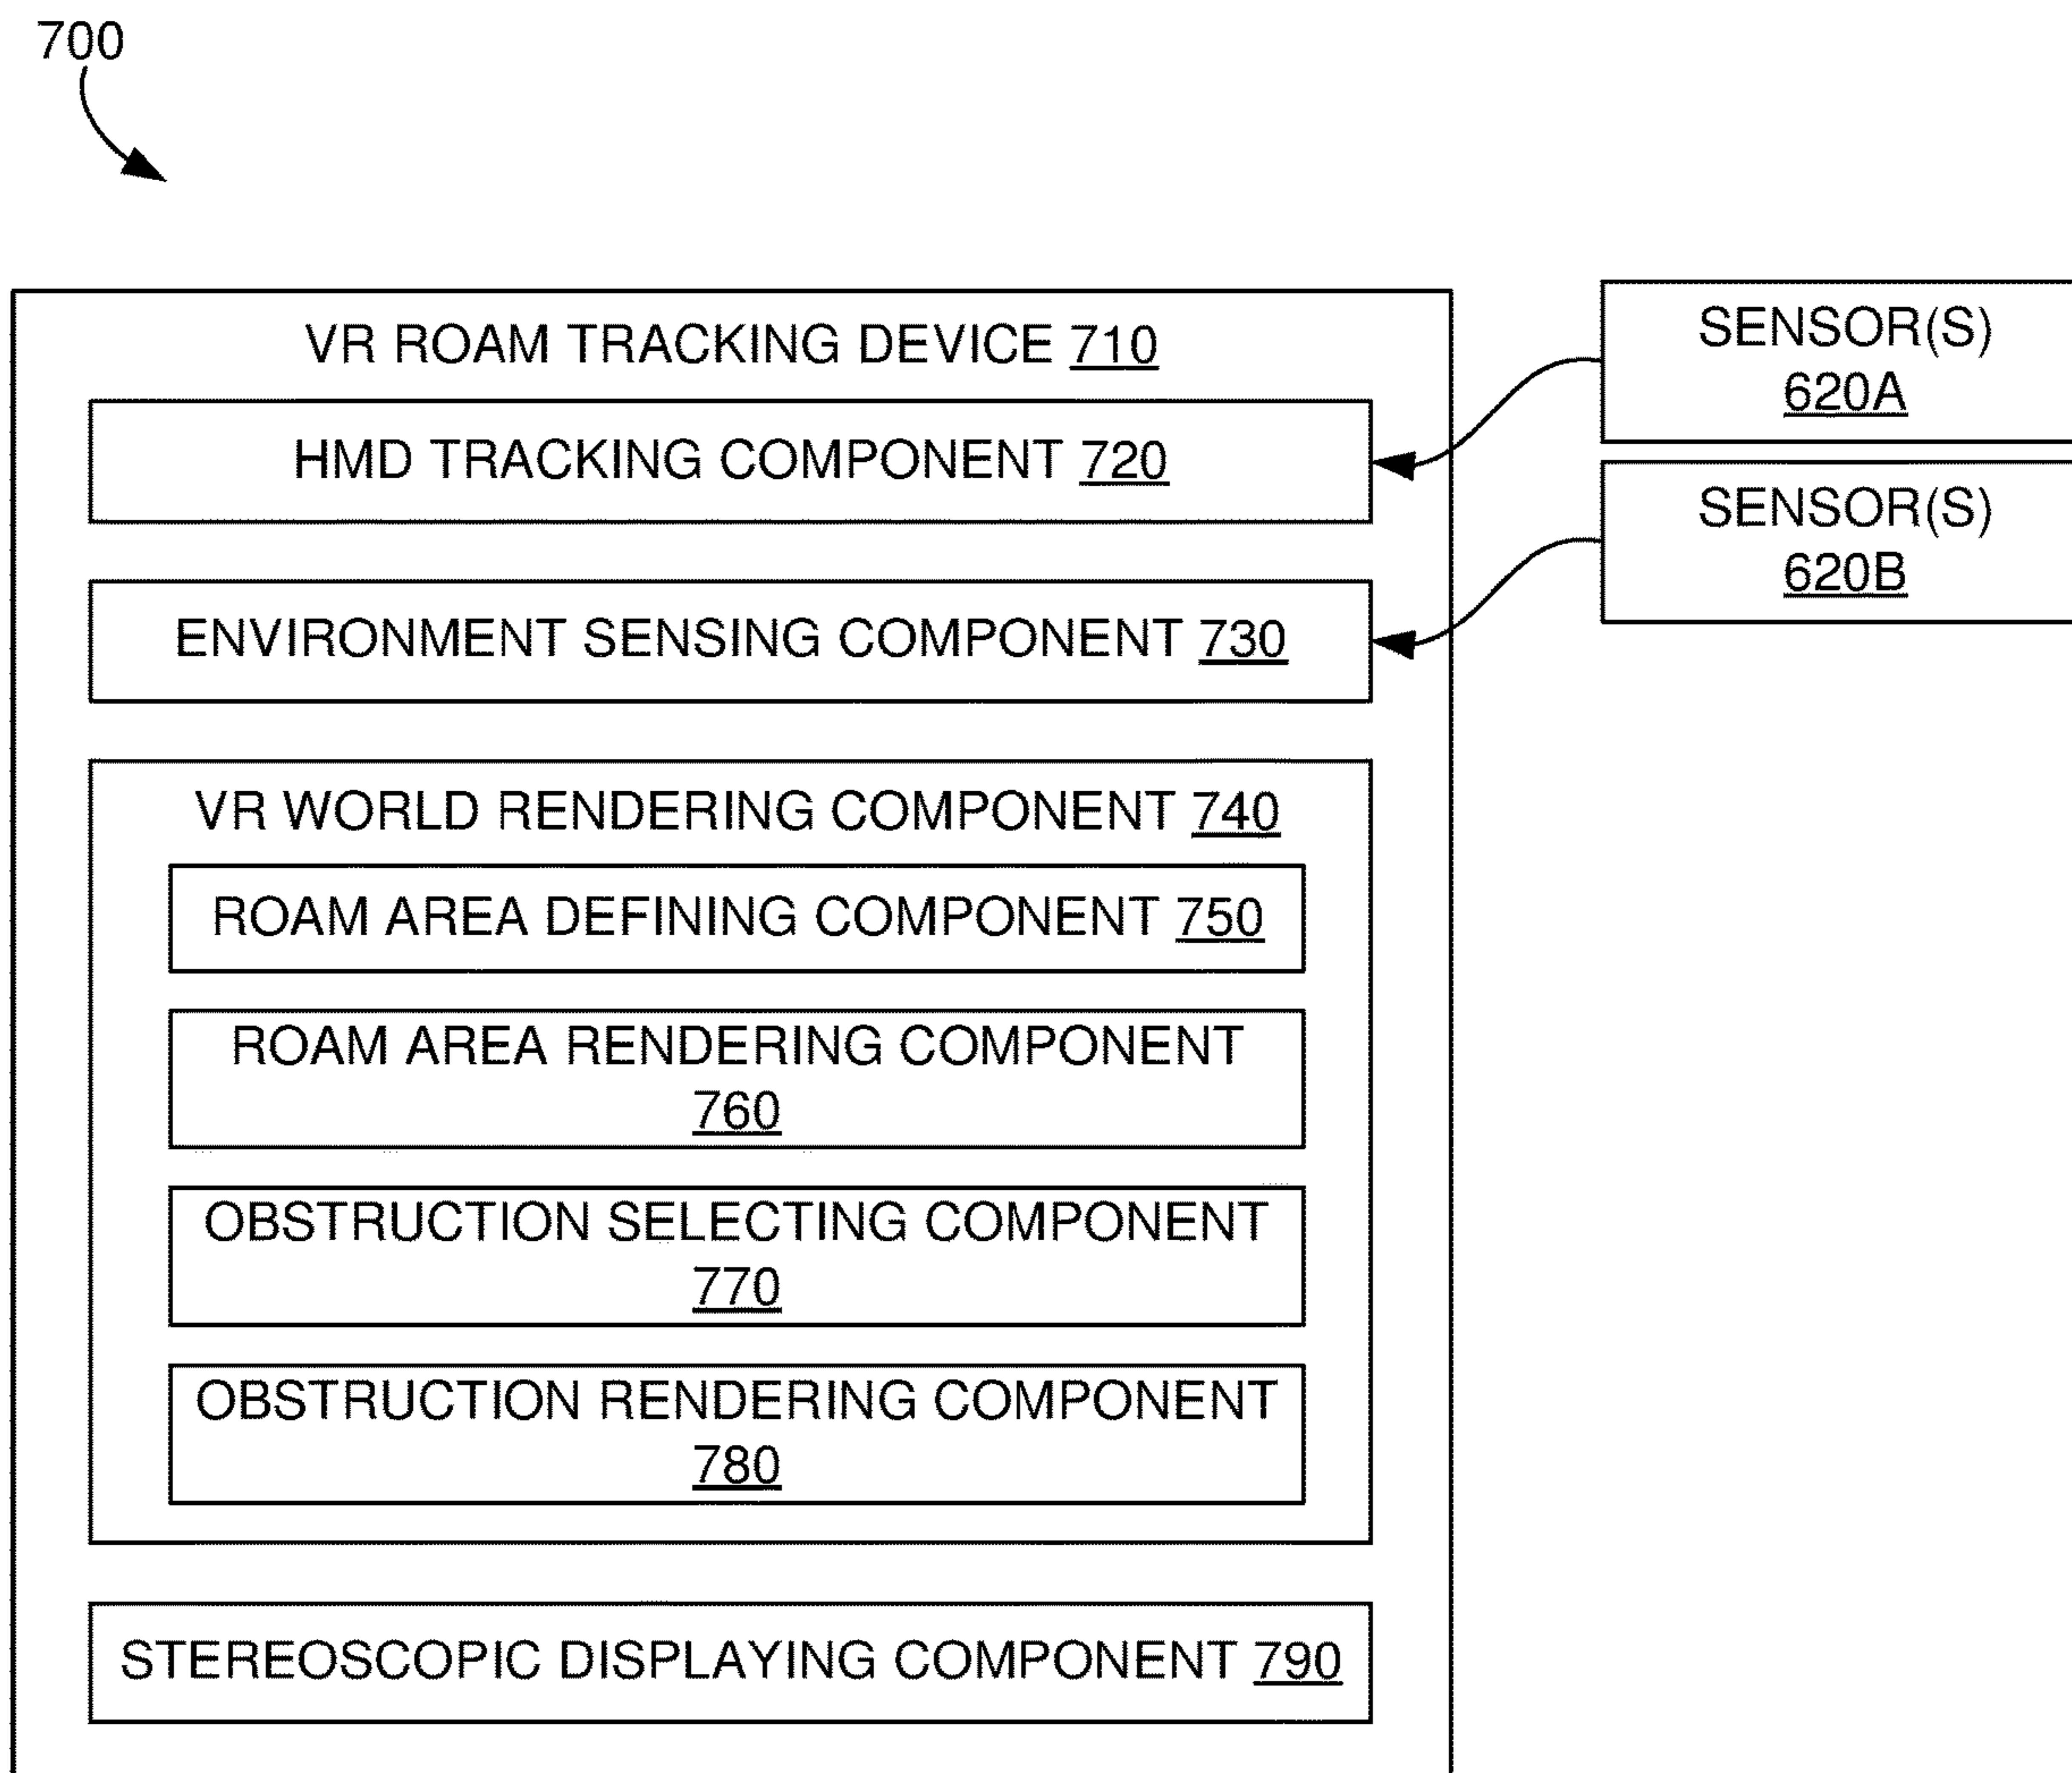 700
VR ROAM TRACKING DEVICE 710
SENSOR(S)
620A
HMD TRACKING COMPONENT 720
SENSOR(S)
620B
ENVIRONMENT SENSING COMPONENT 730
VR WORLD RENDERING COMPONENT 740
ROAM AREA DEFINING COMPONENT 750
ROAM AREA RENDERING COMPONENT
760
OBSTRUCTION SELECTING COMPONENT
770
OBSTRUCTION RENDERING COMPONENT
780
STEREOSCOPIC DISPLAYING COMPONENT 790